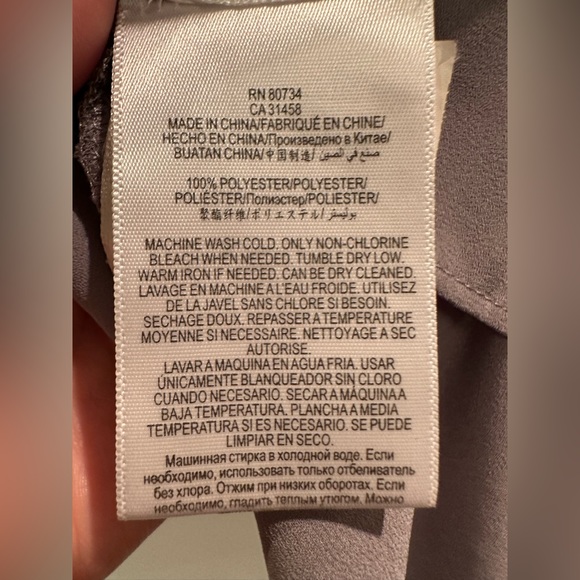 RN 80734
CA 31458
MADE IN CHINA/FABRIQUÉ EN CHINE/
HECHO EN CHINA/Произведено в Китае/
BUATAN CHINA/中国制造/ صنع في الصين/
100% POLYESTER/POLYESTER/
POLIÉSTER/Полиэстер/POLIESTER/
聚酯纤维/ポリエステル/بوليستر/
MACHINE WASH COLD. ONLY NON-CHLORINE
BLEACH WHEN NEEDED. TUMBLE DRY LOW.
WARM IRON IF NEEDED. CAN BE DRY CLEANED.
LAVAGE EN MACHINE A L'EAU FROIDE. UTILISEZ
DE LA JAVEL SANS CHLORE SI BESOIN.
SECHAGE DOUX. REPASSER A TEMPERATURE
MOYENNE SI NECESSAIRE. NETTOYAGE A SEC
AUTORISE.
LAVAR A MAQUINA EN AGUA FRIA. USAR
ÚNICAMENTE BLANQUEADOR SIN CLORO
CUANDO NECESARIO. SECAR A MÁQUINA A
BAJA TEMPERATURA. PLANCHA A MEDIA
TEMPERATURA SI ES NECESARIO. SE PUEDE
LIMPIAR EN SECO.
Машинная стирка в холодной воде. Если
необходимо, использовать только отбеливатель
без хлора. Отжим при низких оборотах. Если
необходимо, гладить теплым утюгом. Можно